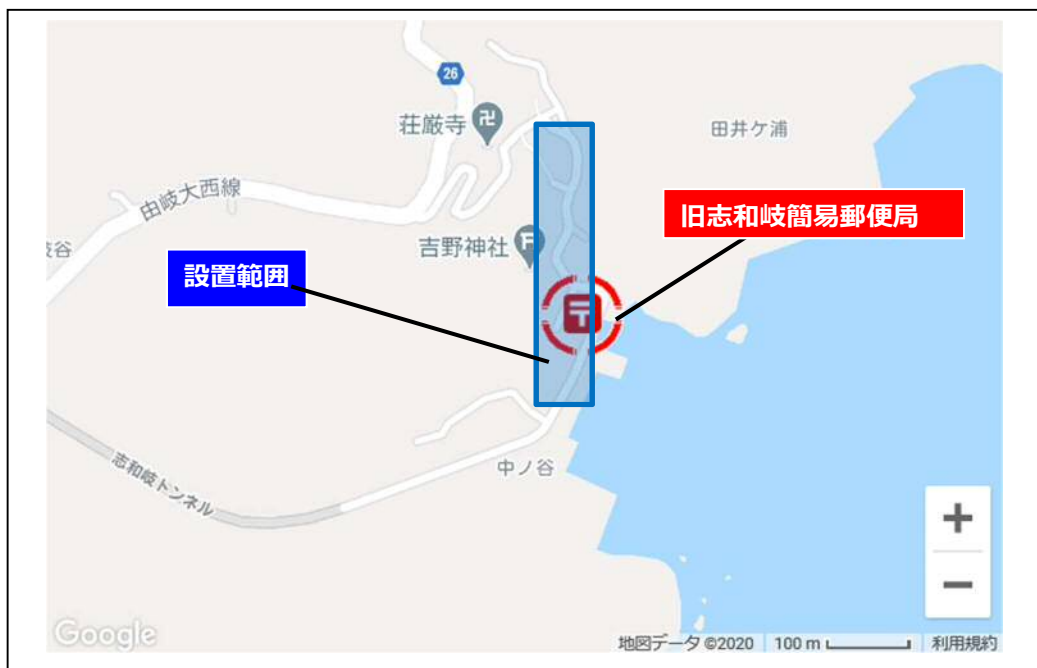 26
荘厳寺
卍
田井ケ浦
由岐大西線
旧志和岐簡易郵便局
吉野神社
岐谷
設置範囲
〒
中ノ谷
志和岐トンネル
+
−
Google
地図データ ©2020 100 m 利用規約